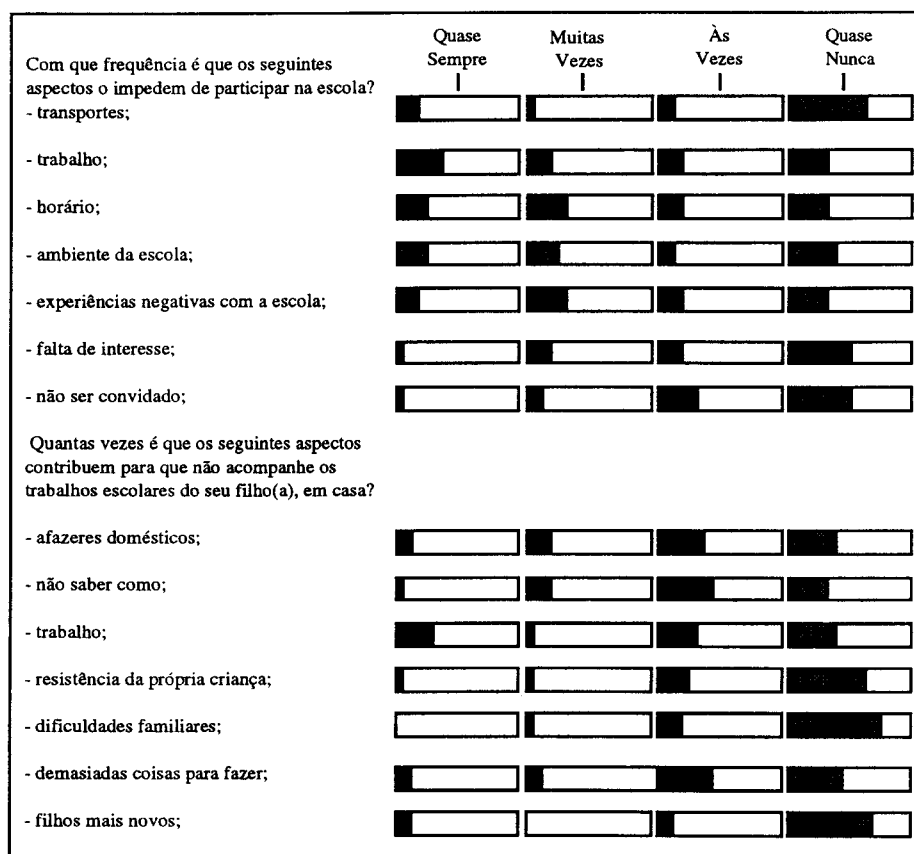 Quase Sempre
Muitas Vezes
Às Vezes
Quase Nunca
Com que frequência é que os seguintes
aspectos o impedem de participar na escola?
- transportes;
- trabalho;
- horário;
- ambiente da escola;
- experiências negativas com a escola;
- falta de interesse;
- não ser convidado;
Quantas vezes é que os seguintes aspectos
contribuem para que não acompanhe os
trabalhos escolares do seu filho(a), em casa?
- afazeres domésticos;
- não saber como;
- trabalho;
- resistência da própria criança;
- dificuldades familiares;
- demasiadas coisas para fazer;
- filhos mais novos;